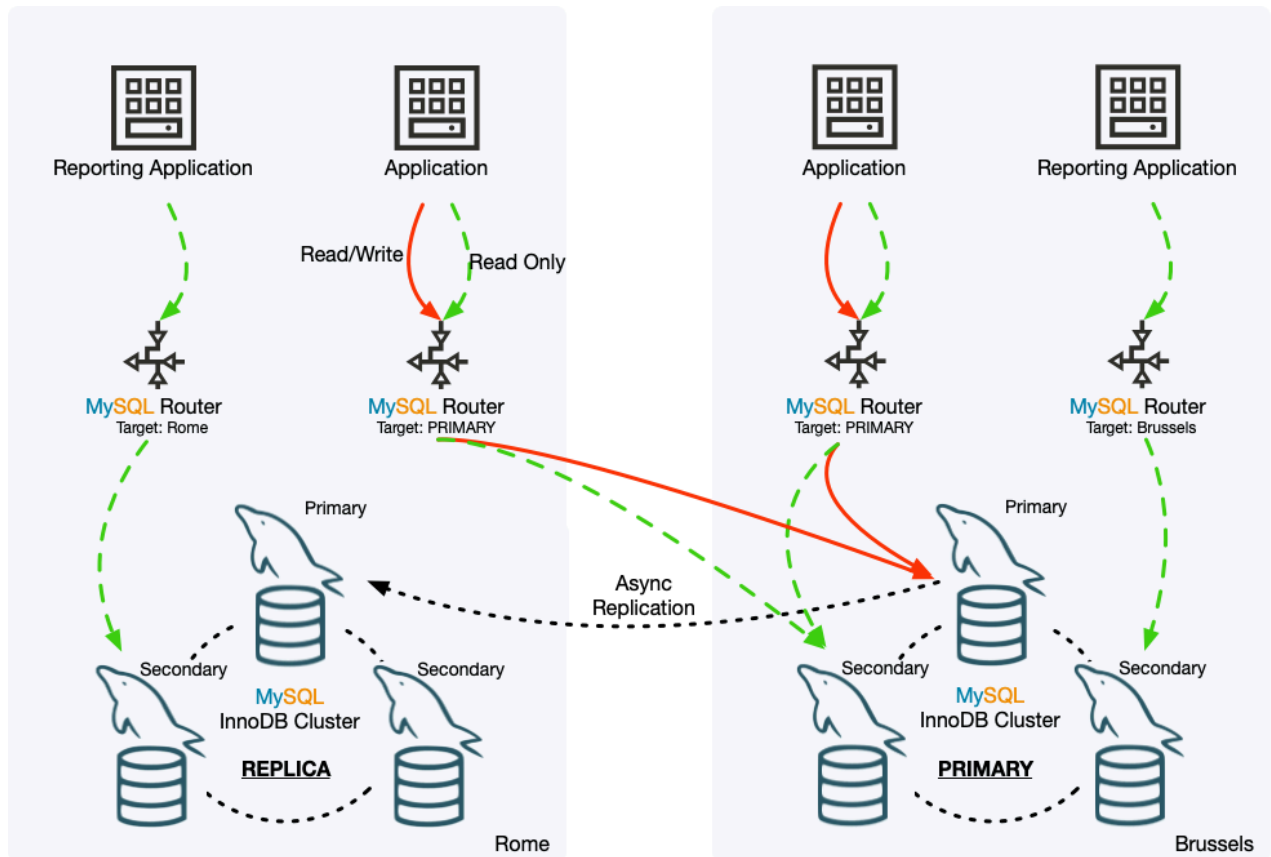 Reporting Application
Application
Application
Reporting Application
Read/Write
Read Only
MySQL Router
Target: Rome
MySQL Router
Target: PRIMARY
MySQL Router
Target: PRIMARY
MySQL Router
Target: Brussels
Primary
Primary
Async
Replication
Secondary
Secondary
Secondary
Secondary
MySQL
InnoDB Cluster
MySQL
InnoDB Cluster
REPLICA
PRIMARY
Rome
Brussels